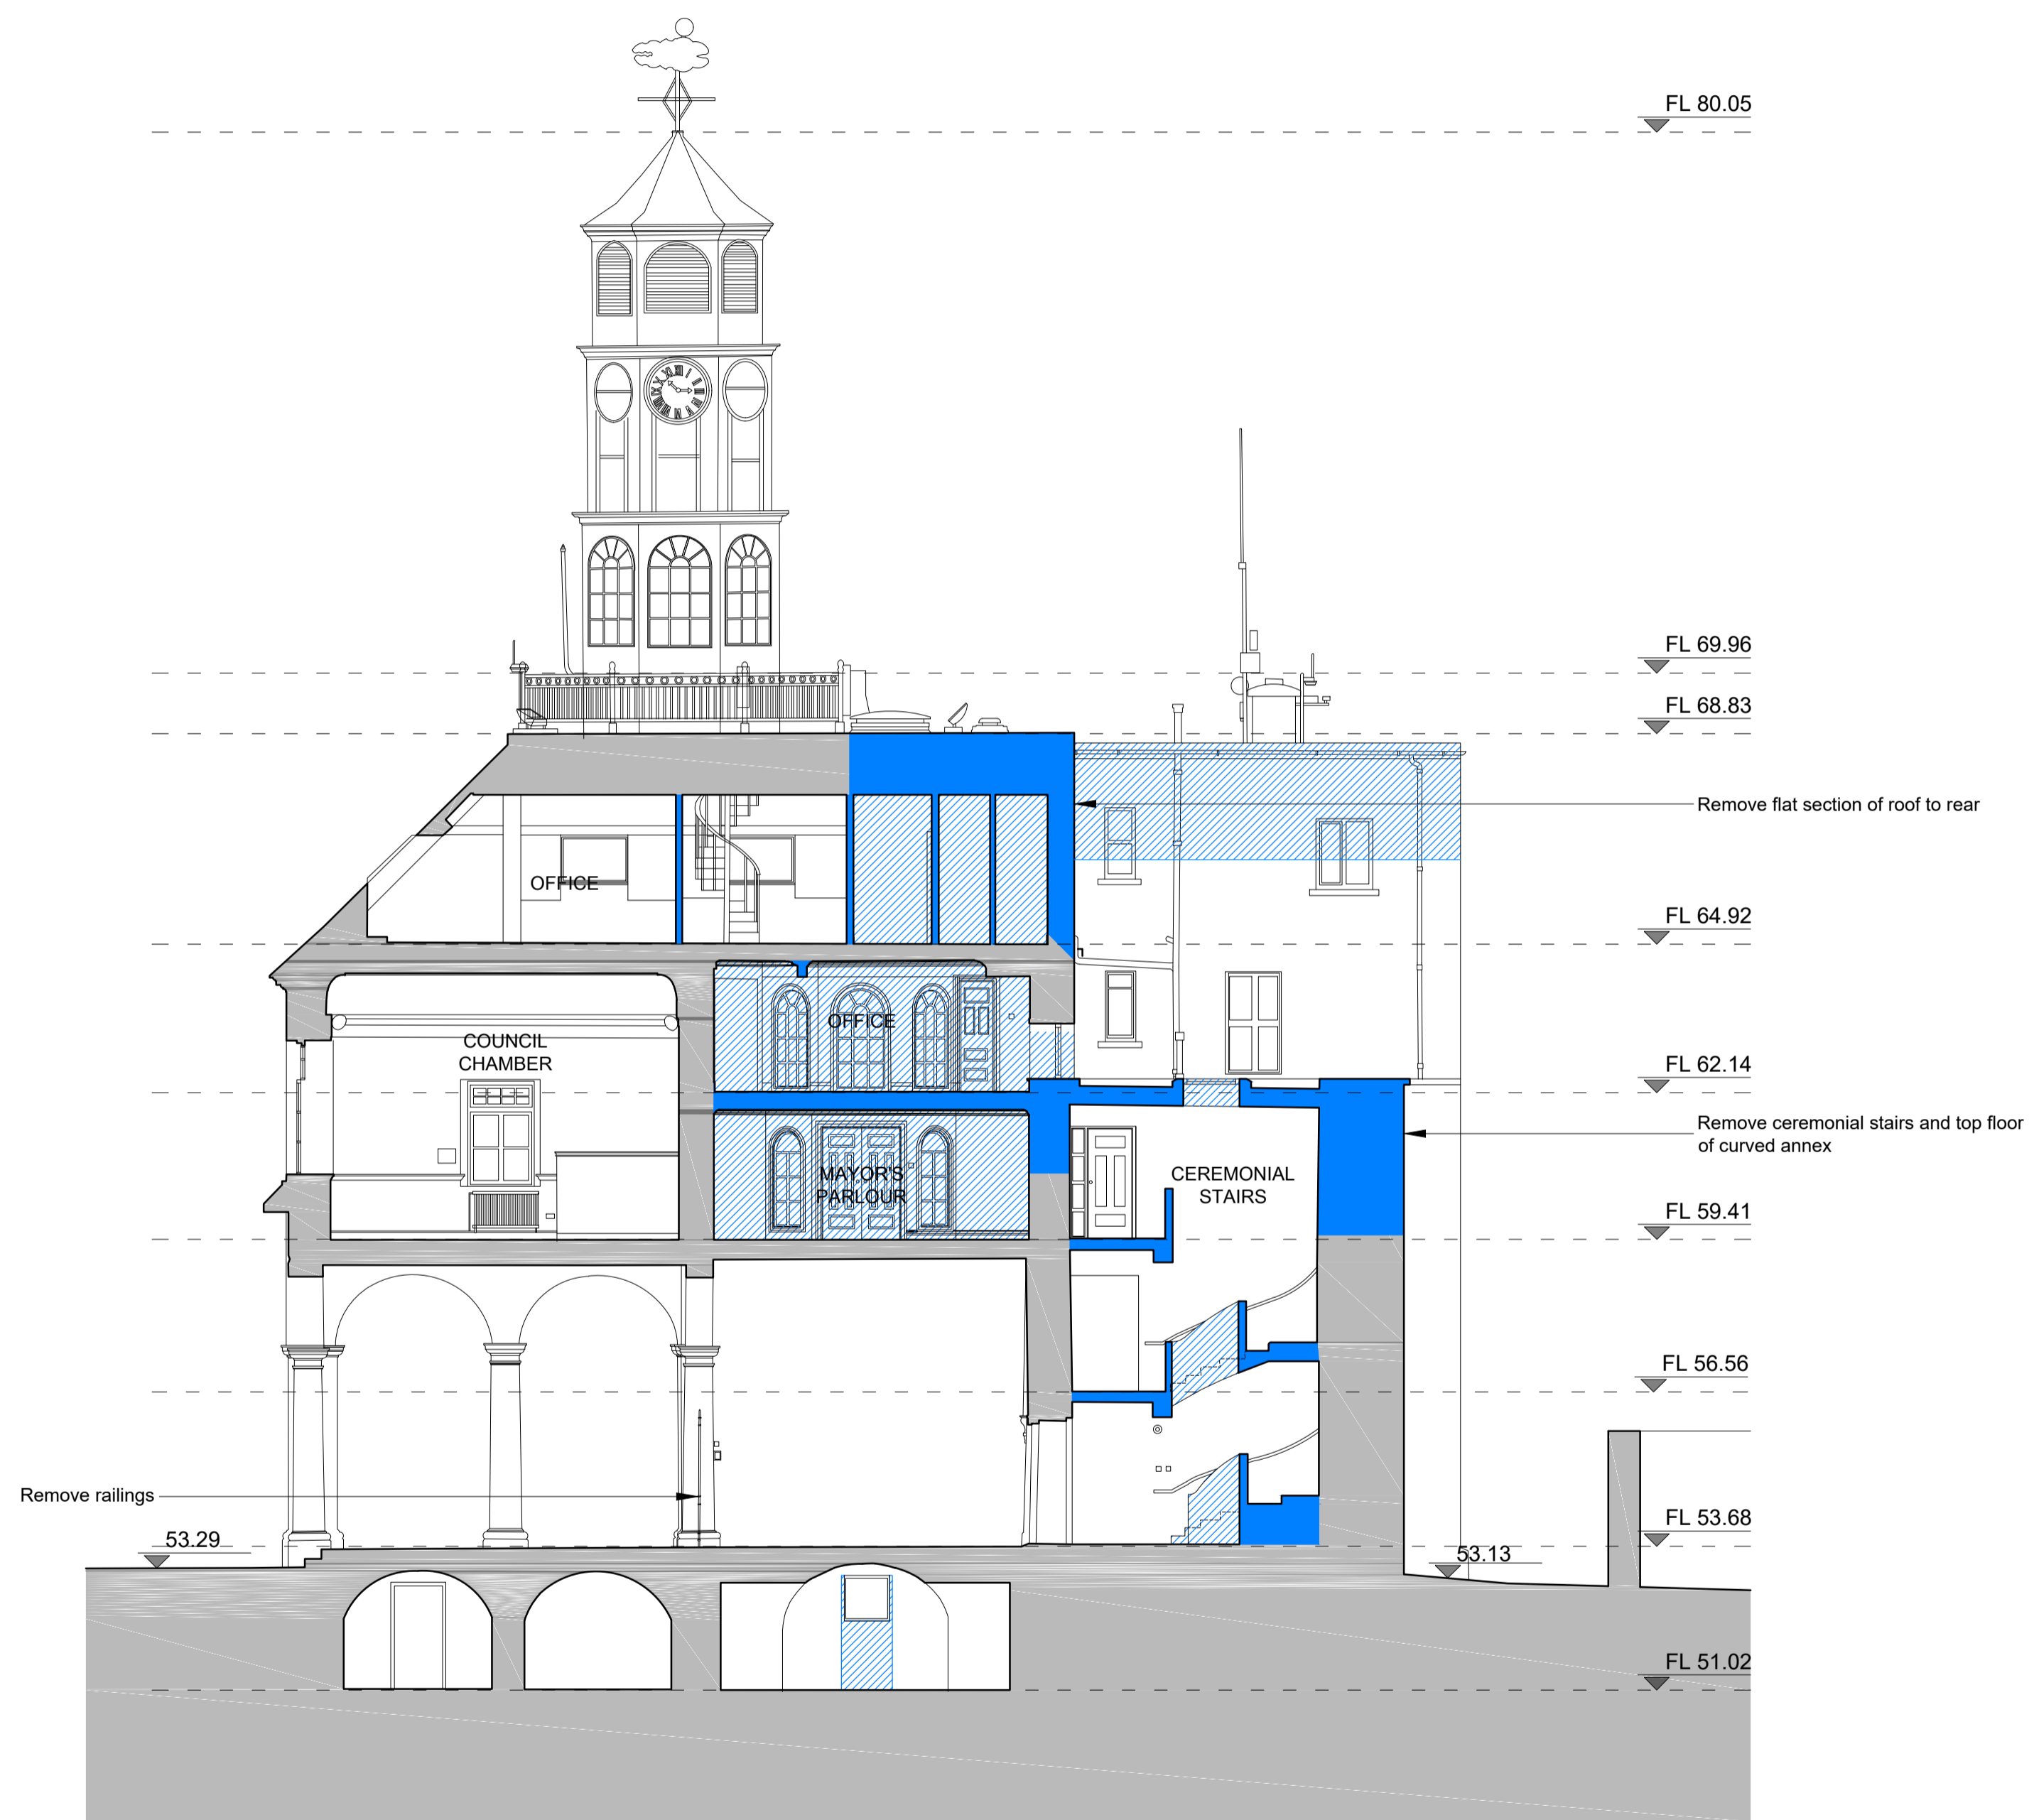 FL 80.05
FL 69.96
FL 68.83
Remove flat section of roof to rear
OFFICE
FL 64.92
OFFICE
COUNCIL
CHAMBER
FL 62.14
Remove ceremonial stairs and top floor
of curved annex
MAYOR'S
PARLOUR
CEREMONIAL
STAIRS
FL 59.41
FL 56.56
Remove railings
FL 53.68
53.29
53.13
FL 51.02